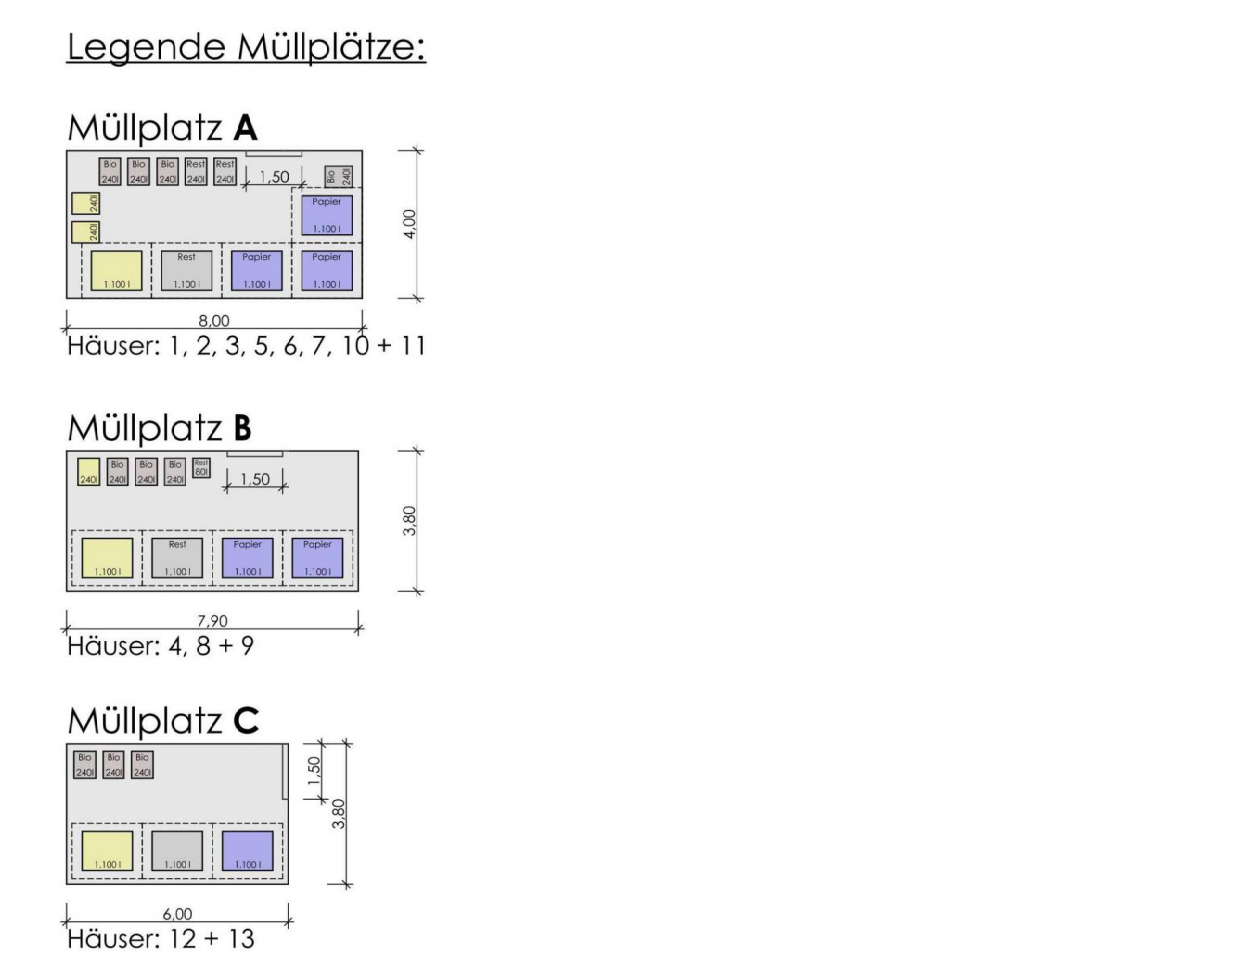 Legende Müllplätze:
Müllplatz A
Bio Bio Bio Rest Rest
240l 240l 240l 240l 240l
1,50
Bio 240l
240l
240l
Papier
1.100 l
4,00
Rest Papier Papier
1.100 l 1.100 l 1.100 l 1.100 l
8,00
Häuser: 1, 2, 3, 5, 6, 7, 10 + 11
Müllplatz B
Bio Bio Bio Rest
240l 240l 240l 240l 80l
1,50
3,80
Rest Papier Papier
1.100 l 1.100 l 1.100 l 1.100 l
7,90
Häuser: 4, 8 + 9
Müllplatz C
Bio Bio Bio
240l 240l 240l
1,50
3,80
1.100 l 1.100 l 1.100 l
6,00
Häuser: 12 + 13